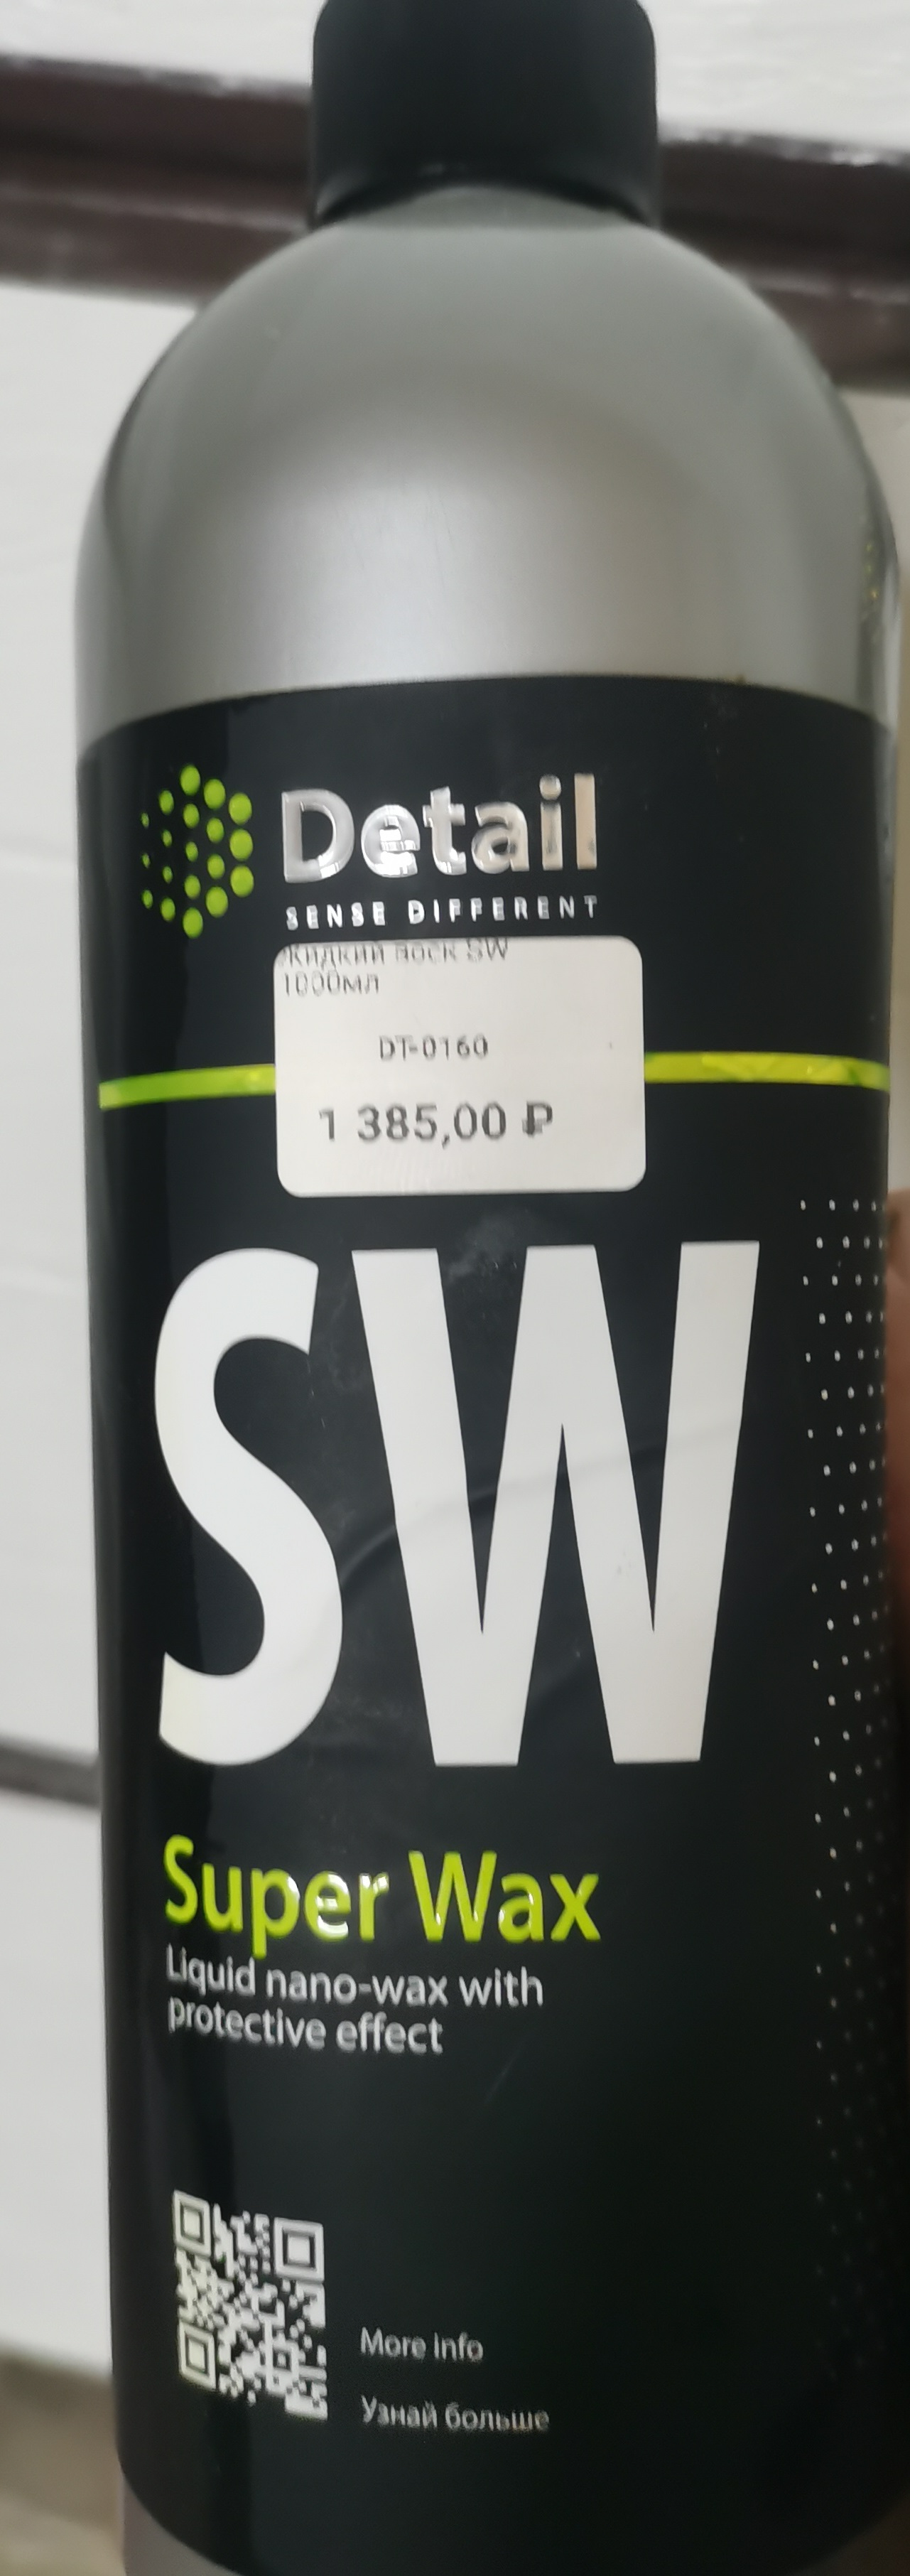 Detail
SENSE DIFFERENT
Жидкий воск SW
1000мл
DT-0160
1 385,00 ₽
SW
Super Wax
Liquid nano-wax with
protective effect
More info
Узнай больше